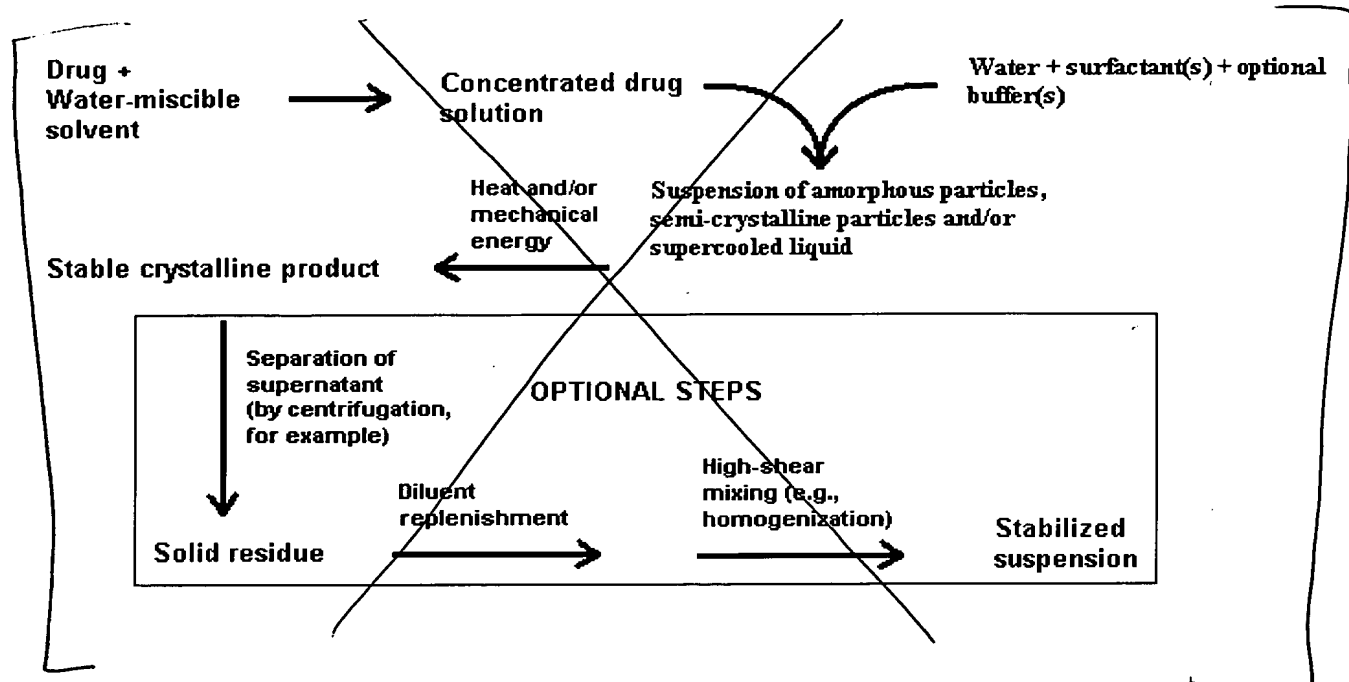 Drug +
Water-miscible
solvent
Concentrated drug
solution
Water + surfactant(s) + optional
buffer(s)
Heat and/or
mechanical
energy
Suspension of amorphous particles,
semi-crystalline particles and/or
supercooled liquid
Stable crystalline product
Separation of
supernatant
(by centrifugation,
for example)
OPTIONAL STEPS
Diluent
replenishment
High-shear
mixing (e.g.,
homogenization)
Solid residue
Stabilized
suspension